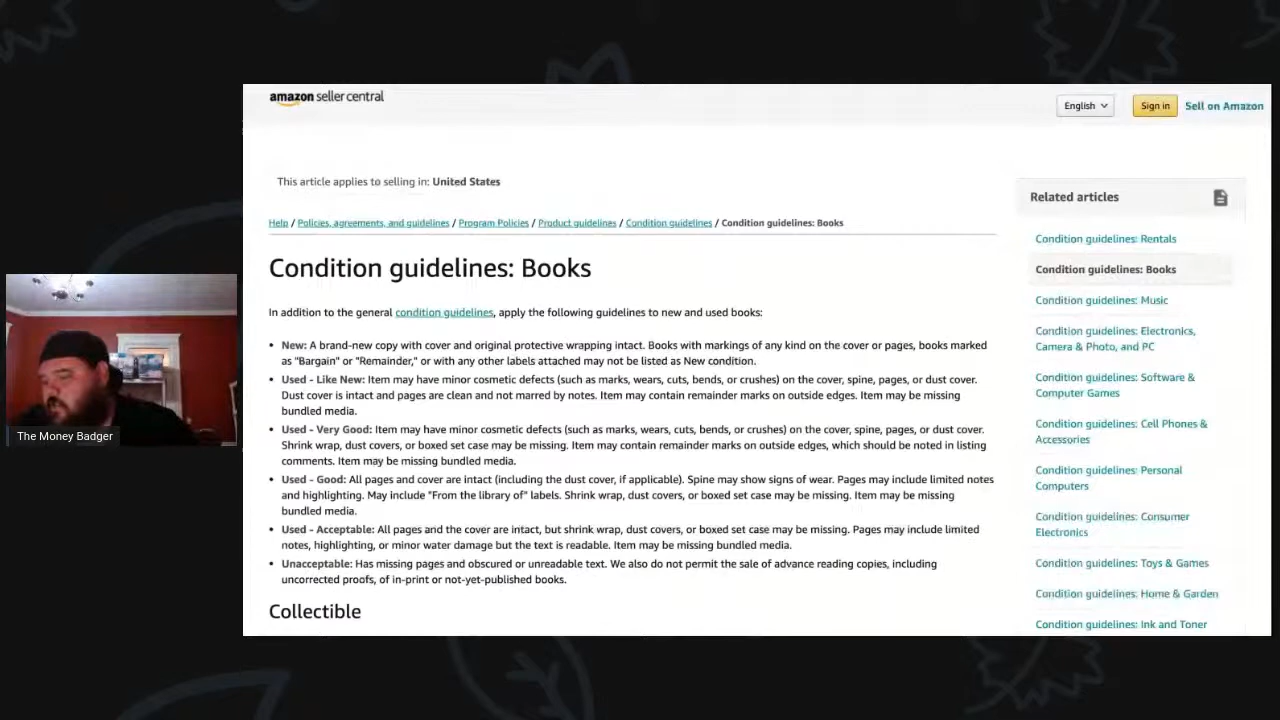 amazon seller central
English
Sign in
Sell on Amazon
This article applies to selling in: United States
Help / Policies, agreements, and guidelines / Program Policies / Product guidelines / Condition guidelines / Condition guidelines: Books
Condition guidelines: Books
In addition to the general condition guidelines, apply the following guidelines to new and used books:
• New: A brand-new copy with cover and original protective wrapping intact. Books with markings of any kind on the cover or pages, books marked
as "Bargain" or "Remainder," or with any other labels attached may not be listed as New condition.
• Used - Like New: Item may have minor cosmetic defects (such as marks, wears, cuts, bends, or crushes) on the cover, spine, pages, or dust cover.
Dust cover is intact and pages are clean and not marred by notes. Item may contain remainder marks on outside edges. Item may be missing
bundled media.
• Used - Very Good: Item may have minor cosmetic defects (such as marks, wears, cuts, bends, or crushes) on the cover, spine, pages, or dust cover.
Shrink wrap, dust covers, or boxed set case may be missing. Item may contain remainder marks on outside edges, which should be noted in listing
comments. Item may be missing bundled media.
• Used - Good: All pages and cover are intact (including the dust cover, if applicable). Spine may show signs of wear. Pages may include limited notes
and highlighting. May include "From the library of" labels. Shrink wrap, dust covers, or boxed set case may be missing. Item may be missing
bundled media.
• Used - Acceptable: All pages and the cover are intact, but shrink wrap, dust covers, or boxed set case may be missing. Pages may include limited
notes, highlighting, or minor water damage but the text is readable. Item may be missing bundled media.
• Unacceptable: Has missing pages and obscured or unreadable text. We also do not permit the sale of advance reading copies, including
uncorrected proofs, of in-print or not-yet-published books.
Collectible
Related articles
Condition guidelines: Rentals
Condition guidelines: Books
Condition guidelines: Music
Condition guidelines: Electronics,
Camera & Photo, and PC
Condition guidelines: Software &
Computer Games
Condition guidelines: Cell Phones &
Accessories
Condition guidelines: Personal
Computers
Condition guidelines: Consumer
Electronics
Condition guidelines: Toys & Games
Condition guidelines: Home & Garden
Condition guidelines: Ink and Toner
The Money Badger